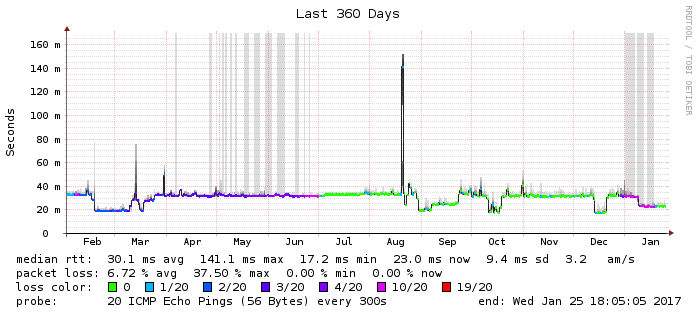 Last 360 Days
RRDTOOL / TOBI OETIKER
Seconds
160 m
140 m
120 m
100 m
80 m
60 m
40 m
20 m
0
Feb Mar Apr May Jun Jul Aug Sep Oct Nov Dec Jan
median rtt: 30.1 ms avg 141.1 ms max 17.2 ms min 23.0 ms now 9.4 ms sd 3.2 am/s
packet loss: 6.72 % avg 37.50 % max 0.00 % min 0.00 % now
loss color: 0 1/20 2/20 3/20 4/20 10/20 19/20
probe: 20 ICMP Echo Pings (56 Bytes) every 300s end: Wed Jan 25 18:05:05 2017